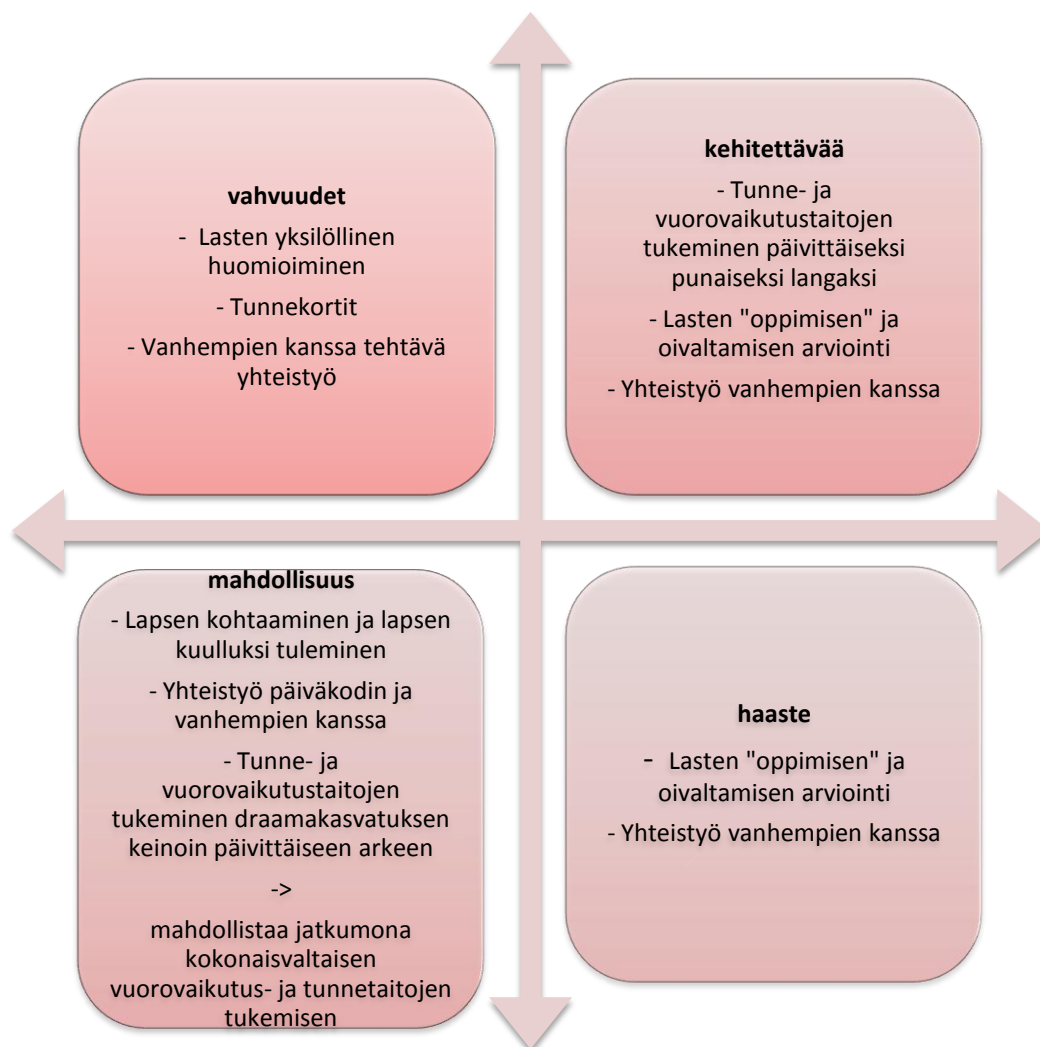 vahvuudet
- Lasten yksilöllinen
huomioiminen
- Tunnekortit
- Vanhempien kanssa tehtävä
yhteistyö
kehitettävää
- Tunne- ja
vuorovaikutustaitojen
tukeminen päivittäiseksi
punaiseksi langaksi
- Lasten "oppimisen" ja
oivaltamisen arviointi
- Yhteistyö vanhempien kanssa
mahdollisuus
- Lapsen kohtaaminen ja lapsen
kuulluksi tuleminen
- Yhteistyö päiväkodin ja
vanhempien kanssa
- Tunne- ja
vuorovaikutustaitojen
tukeminen draamakasvatuksen
keinoin päivittäiseen arkeen
->
mahdollistaa jatkumona
kokonaisvaltaisen
vuorovaikutus- ja tunnetaitojen
tukemisen
haaste
- Lasten "oppimisen" ja
oivaltamisen arviointi
- Yhteistyö vanhempien kanssa